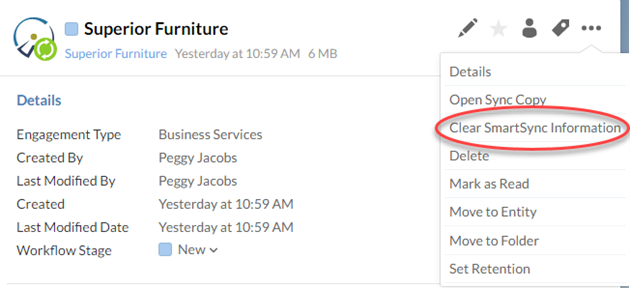 Superior Furniture
Superior Furniture Yesterday at 10:59 AM 6 MB
Details
Engagement Type Business Services
Created By Peggy Jacobs
Last Modified By Peggy Jacobs
Created Yesterday at 10:59 AM
Last Modified Date Yesterday at 10:59 AM
Workflow Stage New
Details
Open Sync Copy
Clear SmartSync Information
Delete
Mark as Read
Move to Entity
Move to Folder
Set Retention